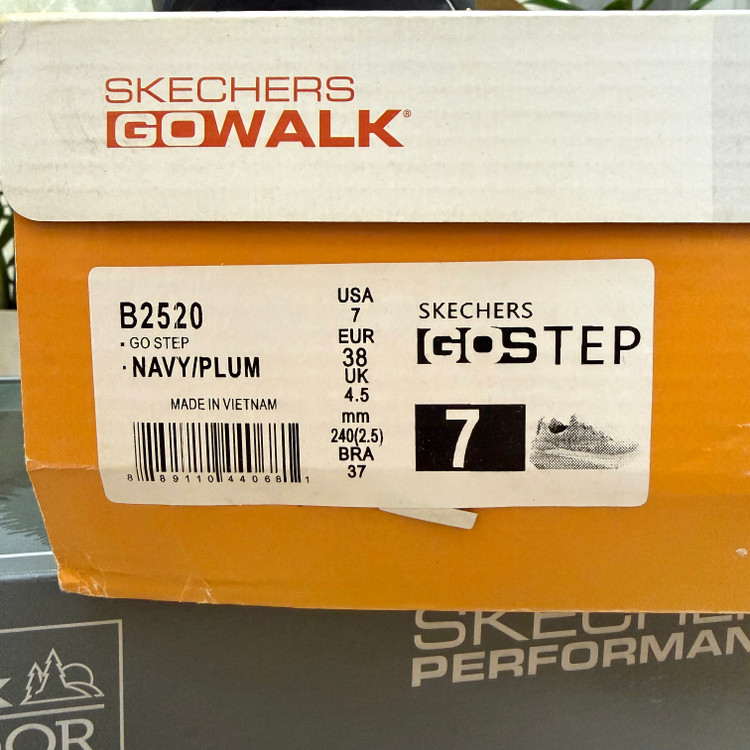 SKECHERS
GOWALK®
B2520
· GO STEP
· NAVY/PLUM
MADE IN VIETNAM
8 89110 44068 1
USA
7
EUR
38
UK
4.5
mm
240(2.5)
BRA
37
SKECHERS
GOSTEP
7
SKECHERS
PERFORMAN
OR